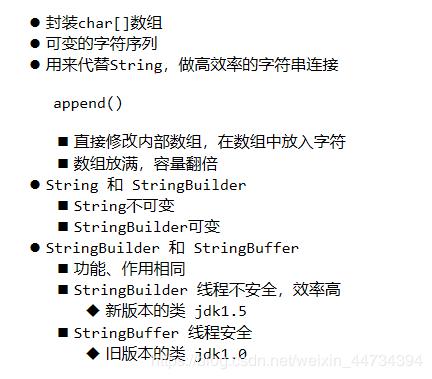 ● 封装char[]数组
● 可变的字符序列
● 用来代替String，做高效率的字符串连接
append()
■ 直接修改内部数组，在数组中放入字符
■ 数组放满，容量翻倍
● String 和 StringBuilder
■ String不可变
■ StringBuilder可变
● StringBuilder 和 StringBuffer
■ 功能、作用相同
■ StringBuilder 线程不安全，效率高
◆ 新版本的类 jdk1.5
■ StringBuffer 线程安全
◆ 旧版本的类 jdk1.0
https://blog.csdn.net/weixin_44734394